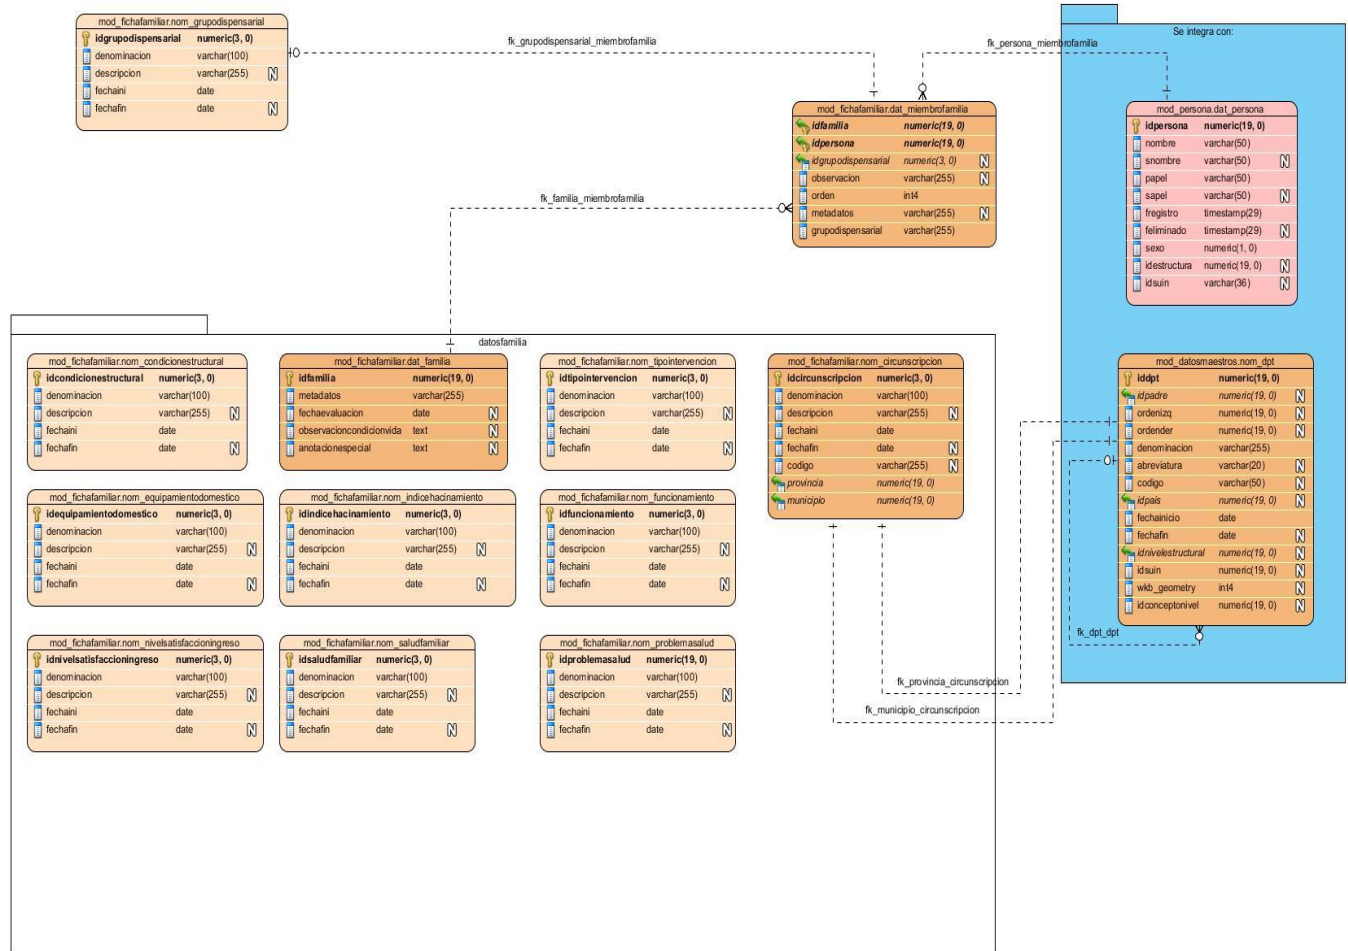 mod_fichafamiliar.nom_grupodispensarial
idgrupodispensarial numeric(3, 0)
denominacion varchar(100)
descripcion varchar(255) N
fechaini date
fechafin date N
fk_grupodispensarial_miembrofamilia
fk_persona_miembrofamilia
Se integra con:
mod_fichafamiliar.dat_miembrofamilia
idfamilia numeric(19, 0)
idpersona numeric(19, 0)
idgrupodispensarial numeric(3, 0) N
observacion varchar(255) N
orden int4
metadatos varchar(255) N
grupodispensarial varchar(255)
mod_persona.dat_persona
idpersona numeric(19, 0)
nombre varchar(50)
snombre varchar(50) N
papel varchar(50)
sapel varchar(50) N
fregistro timestamp(29)
feliminado timestamp(29) N
sexo numeric(1, 0)
idestructura numeric(19, 0) N
idsuin varchar(36) N
fk_familia_miembrofamilia
datosfamilia
mod_fichafamiliar.nom_condicionestructural
idcondicionestructural numeric(3, 0)
denominacion varchar(100)
descripcion varchar(255) N
fechaini date
fechafin date N
mod_fichafamiliar.dat_familia
idfamilia numeric(19, 0)
metadatos varchar(255)
fechaevaluacion date N
observacioncondicionvida text N
anotacionespecial text N
mod_fichafamiliar.nom_tipointervencion
idtipointervencion numeric(3, 0)
denominacion varchar(100)
descripcion varchar(255) N
fechaini date
fechafin date N
mod_fichafamiliar.nom_circunscripcion
idcircunscripcion numeric(3, 0)
denominacion varchar(100)
descripcion varchar(255) N
fechaini date
fechafin date N
codigo varchar(255) N
provincia numeric(19, 0)
municipio numeric(19, 0)
mod_datosmaestros.nom_dpt
iddpt numeric(19, 0)
idpadre numeric(19, 0) N
ordenizq numeric(19, 0) N
ordender numeric(19, 0) N
denominacion varchar(255)
abreviatura varchar(20) N
codigo varchar(50) N
idpais numeric(19, 0) N
fechainicio date
fechafin date N
idnivelestructural numeric(19, 0) N
idsuin numeric(19, 0) N
wkb_geometry int4 N
idconceptonivel numeric(19, 0) N
fk_dpt_dpt
mod_fichafamiliar.nom_equipamientodomestico
idequipamientodomestico numeric(3, 0)
denominacion varchar(100)
descripcion varchar(255) N
fechaini date
fechafin date N
mod_fichafamiliar.nom_indicehacinamiento
idindicehacinamiento numeric(3, 0)
denominacion varchar(100)
descripcion varchar(255) N
fechaini date
fechafin date N
mod_fichafamiliar.nom_funcionamiento
idfuncionamiento numeric(3, 0)
denominacion varchar(100)
descripcion varchar(255) N
fechaini date
fechafin date N
mod_fichafamiliar.nom_nivelsatisfaccioningreso
idnivelsatisfaccioningreso numeric(3, 0)
denominacion varchar(100)
descripcion varchar(255) N
fechaini date
fechafin date N
mod_fichafamiliar.nom_saludfamiliar
idsaludfamiliar numeric(3, 0)
denominacion varchar(100)
descripcion varchar(255) N
fechaini date
fechafin date N
mod_fichafamiliar.nom_problemasalud
idproblemasalud numeric(19, 0)
denominacion varchar(100)
descripcion varchar(255) N
fechaini date
fechafin date N
fk_provincia_circunscripcion
fk_municipio_circunscripcion